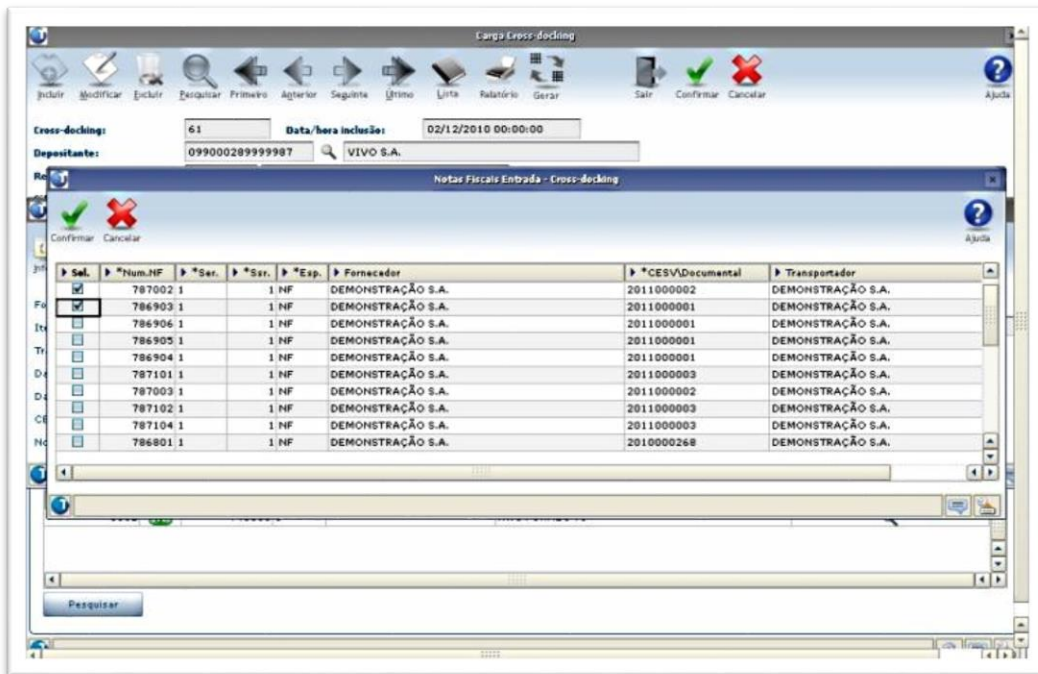 Carga Cross-docking
Incluir Modificar Excluir Pesquisar Primeiro Anterior Seguinte Último Lista Relatório Gerar Sair Confirmar Cancelar Ajuda
Cross-docking: 61 Data/hora inclusão: 02/12/2010 00:00:00
Depositante: 099000289999987 VIVO S.A.
Notas Fiscais Entrada - Cross-docking
Confirmar Cancelar Ajuda
Sel. *Num.NF *Ser. *Ssr. *Esp. Fornecedor *CESV\Documental Transportador
787002 1 1 NF DEMONSTRAÇÃO S.A. 2011000002 DEMONSTRAÇÃO S.A.
786903 1 1 NF DEMONSTRAÇÃO S.A. 2011000001 DEMONSTRAÇÃO S.A.
786906 1 1 NF DEMONSTRAÇÃO S.A. 2011000001 DEMONSTRAÇÃO S.A.
786905 1 1 NF DEMONSTRAÇÃO S.A. 2011000001 DEMONSTRAÇÃO S.A.
786904 1 1 NF DEMONSTRAÇÃO S.A. 2011000001 DEMONSTRAÇÃO S.A.
787101 1 1 NF DEMONSTRAÇÃO S.A. 2011000003 DEMONSTRAÇÃO S.A.
787003 1 1 NF DEMONSTRAÇÃO S.A. 2011000002 DEMONSTRAÇÃO S.A.
787102 1 1 NF DEMONSTRAÇÃO S.A. 2011000003 DEMONSTRAÇÃO S.A.
787104 1 1 NF DEMONSTRAÇÃO S.A. 2011000003 DEMONSTRAÇÃO S.A.
786801 1 1 NF DEMONSTRAÇÃO S.A. 2010000268 DEMONSTRAÇÃO S.A.
Pesquisar